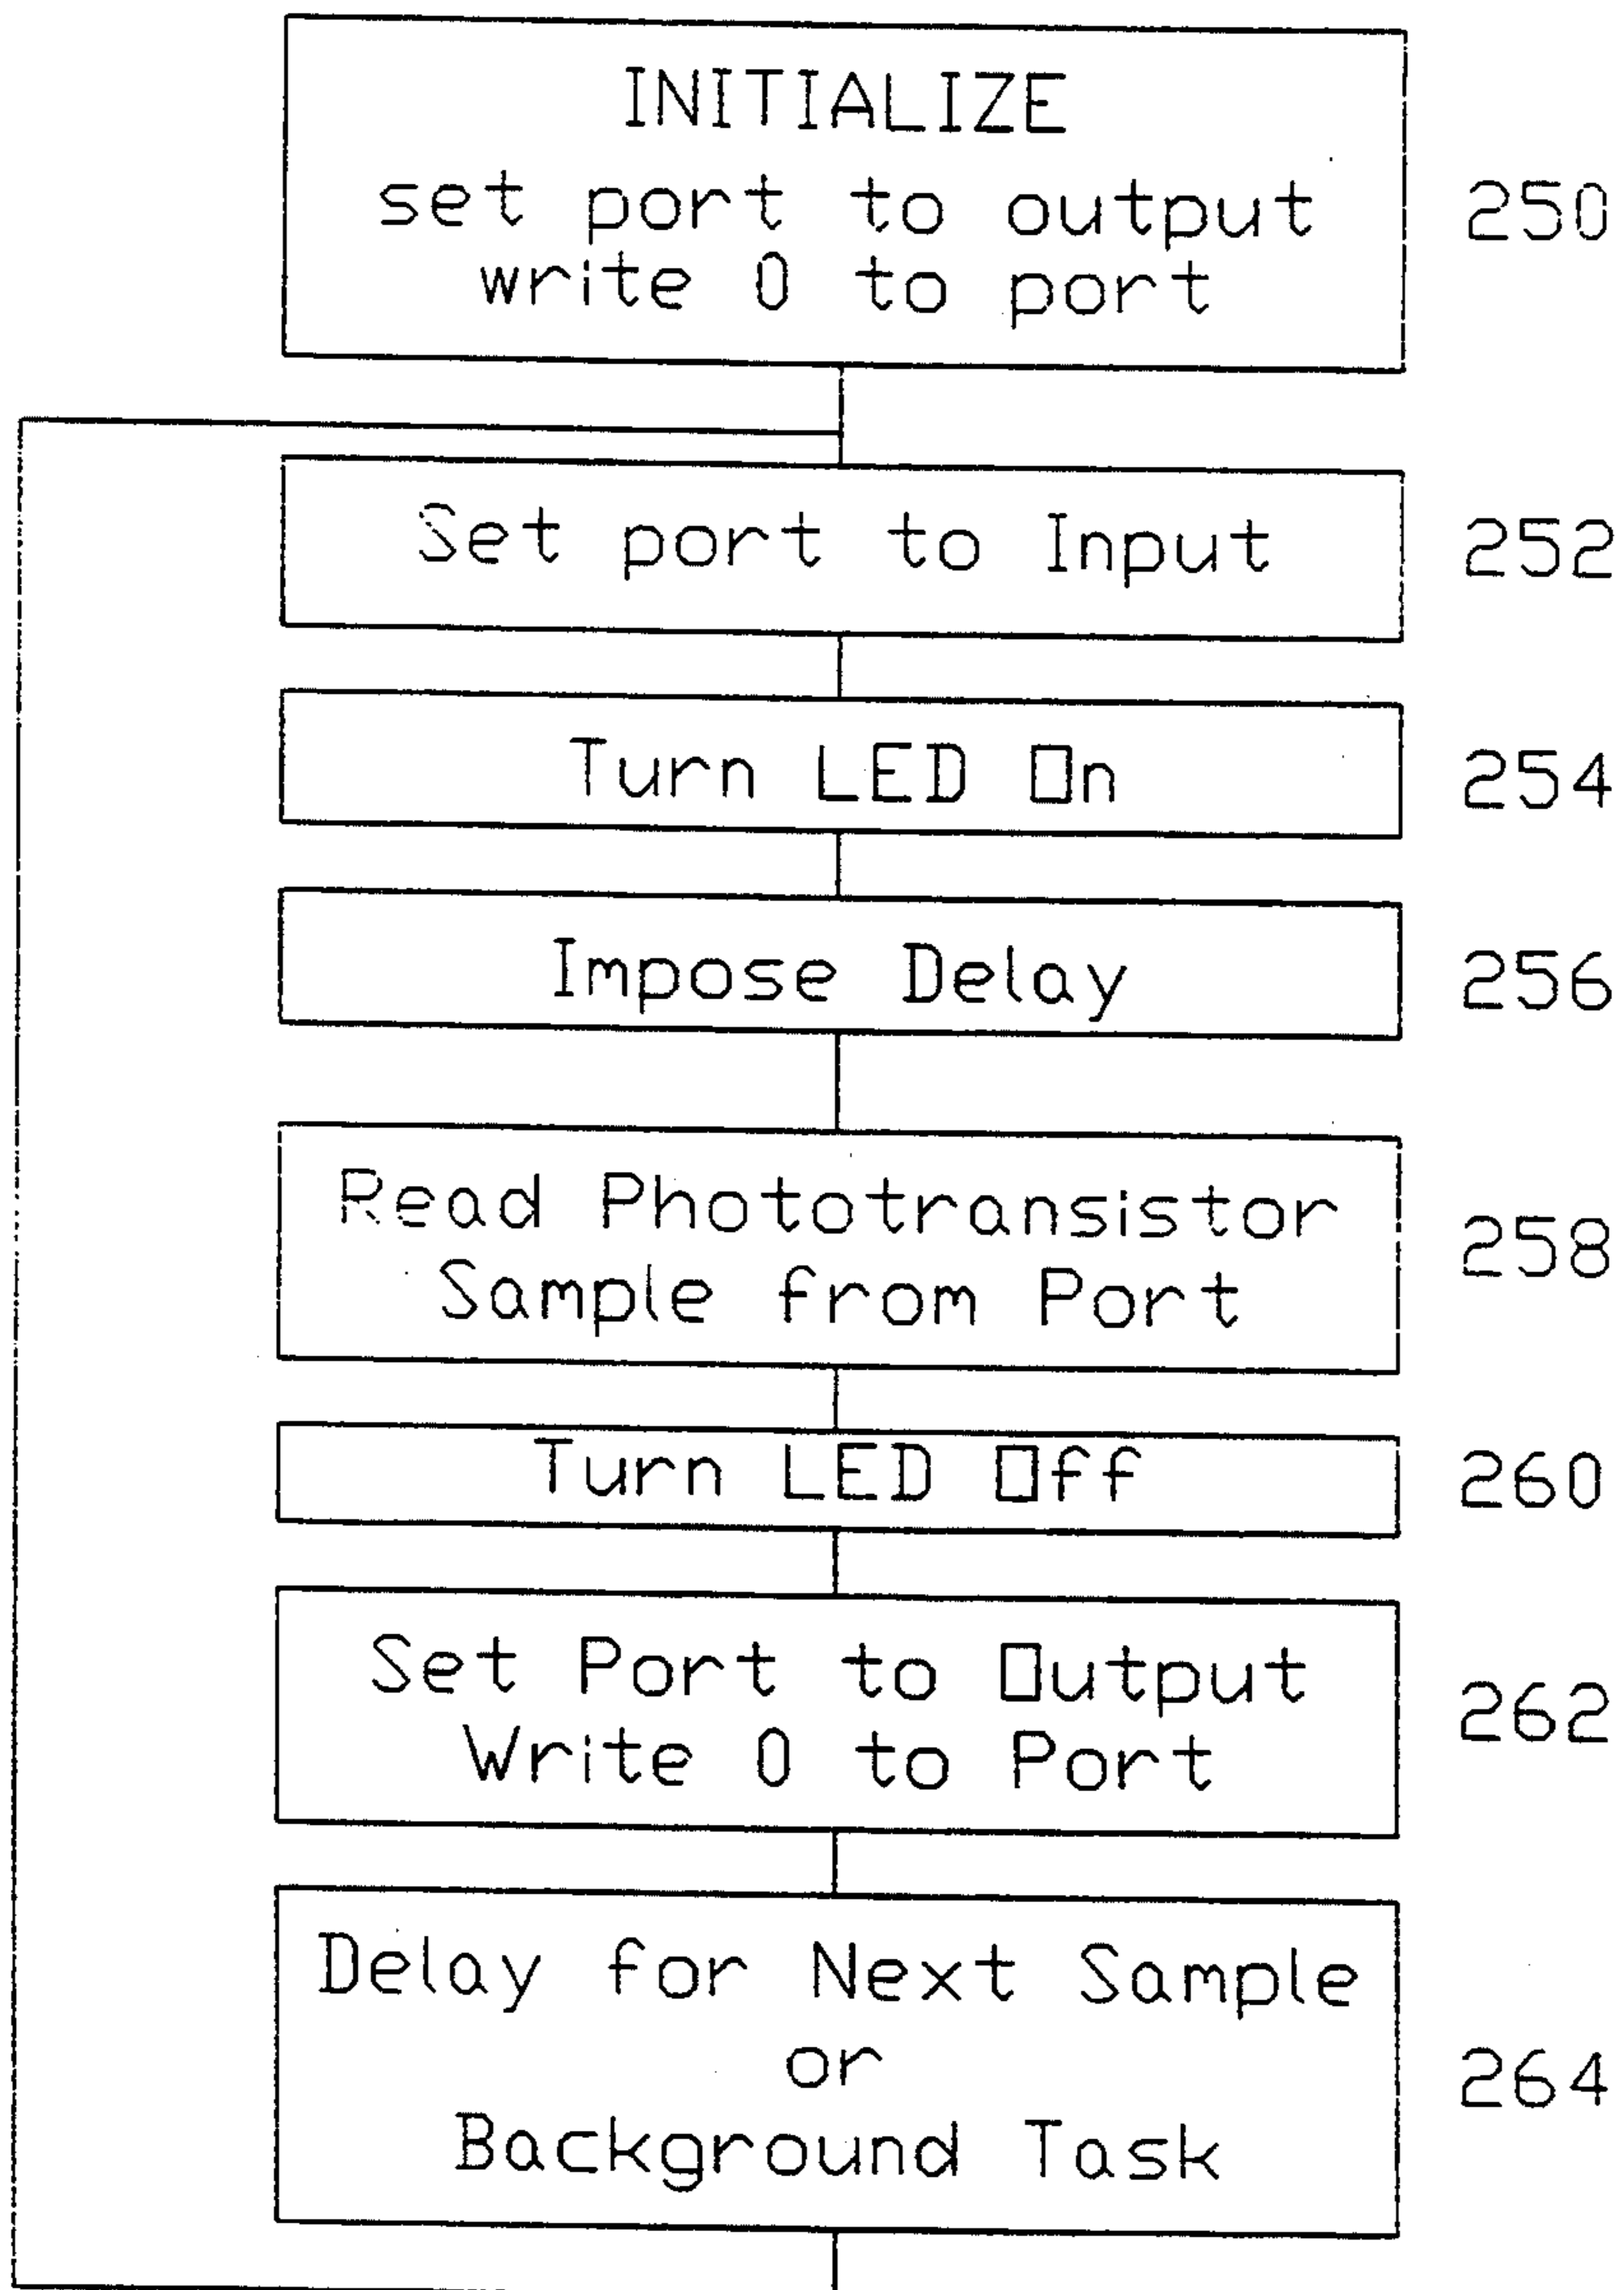 INITIALIZE
set port to output
write 0 to port
250
Set port to Input
252
Turn LED On
254
Impose Delay
256
Read Phototransistor
Sample from Port
258
Turn LED Off
260
Set Port to Output
Write 0 to Port
262
Delay for Next Sample
or
Background Task
264